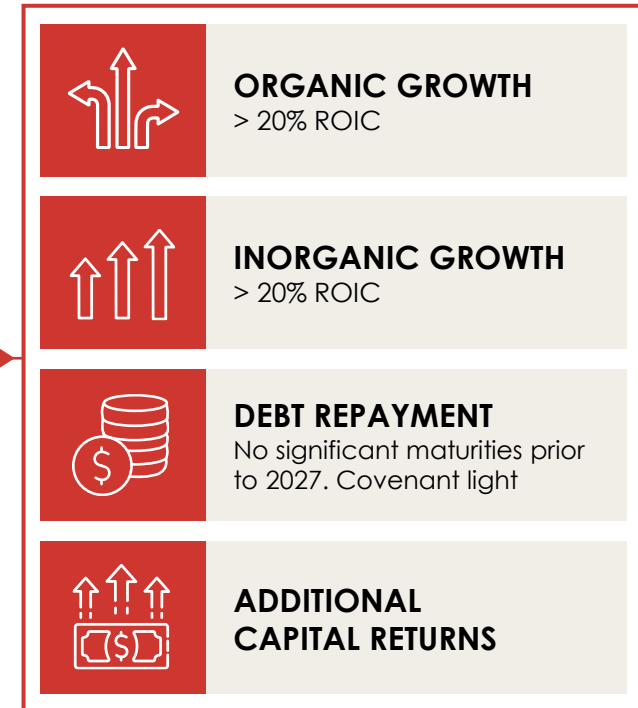 ORGANIC GROWTH
> 20% ROIC
INORGANIC GROWTH
> 20% ROIC
$
DEBT REPAYMENT
No significant maturities prior
to 2027. Covenant light
$
ADDITIONAL
CAPITAL RETURNS